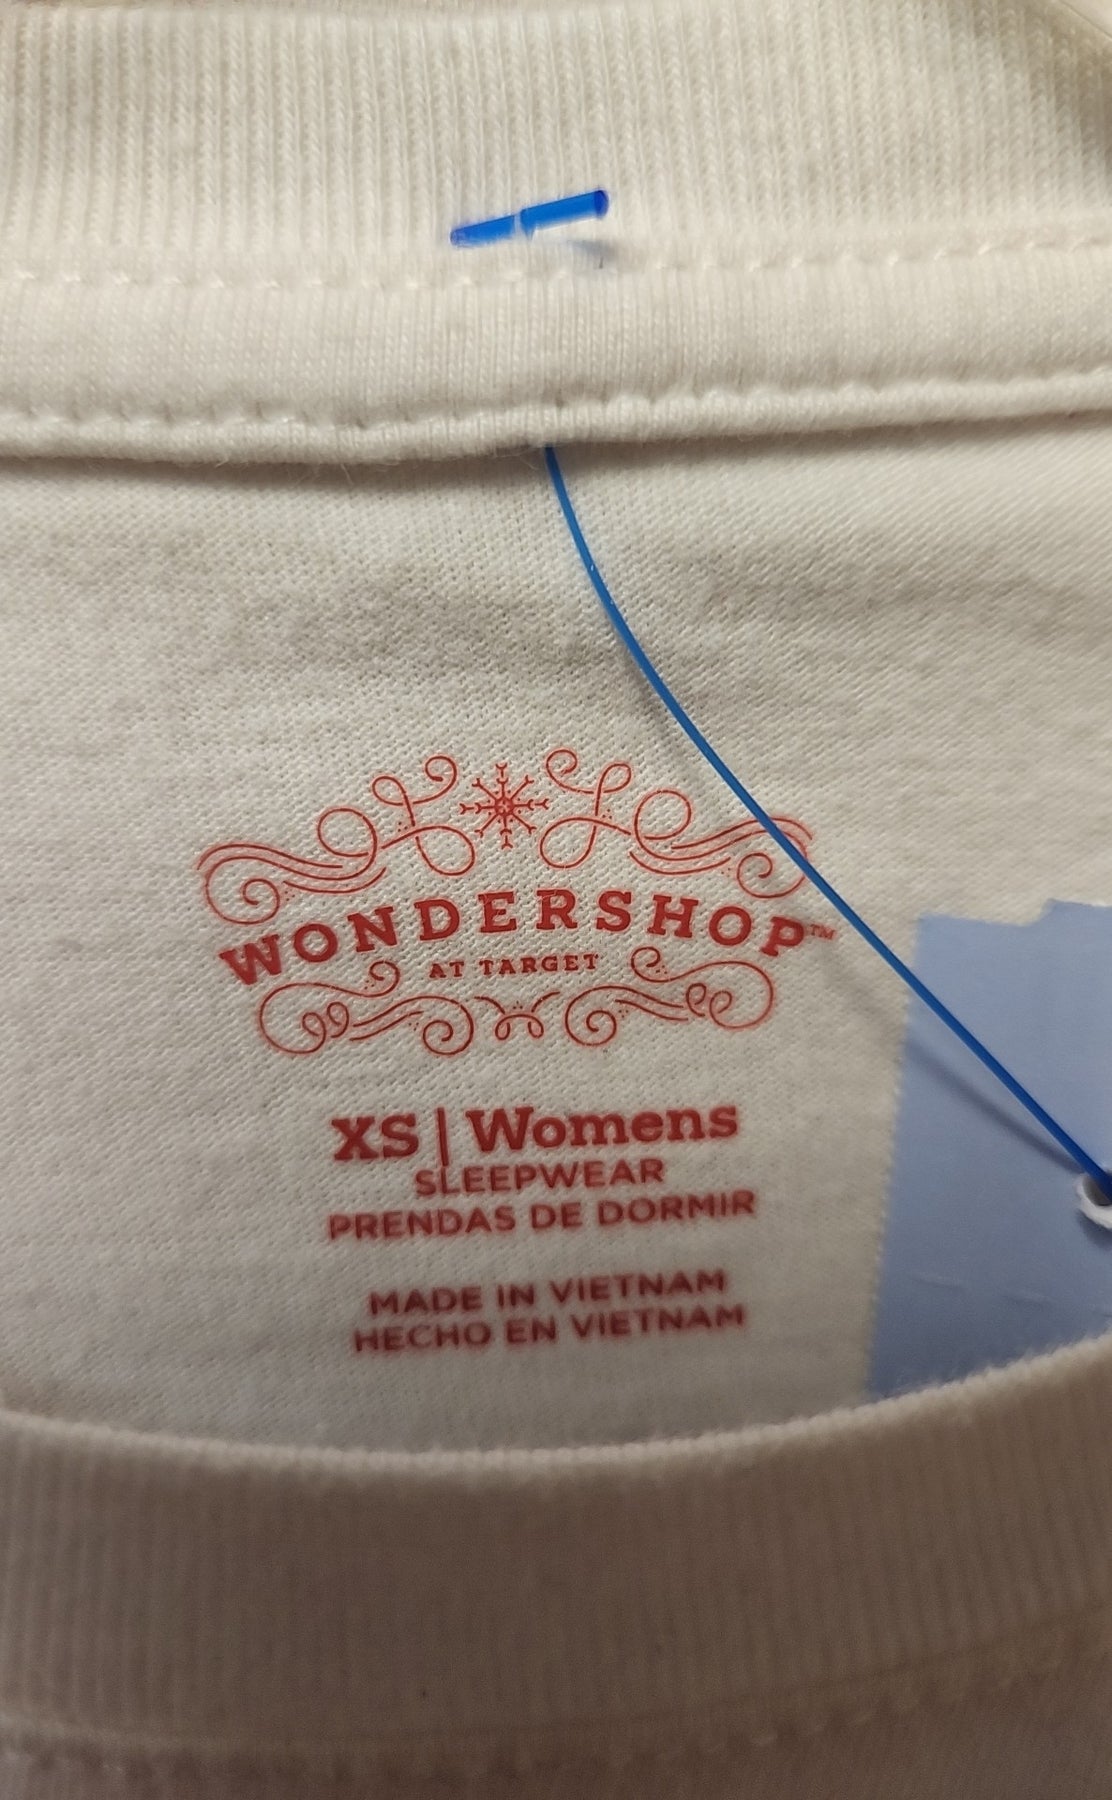 WONDERSHOP™
AT TARGET
XS | Womens
SLEEPWEAR
PRENDAS DE DORMIR
MADE IN VIETNAM
HECHO EN VIETNAM